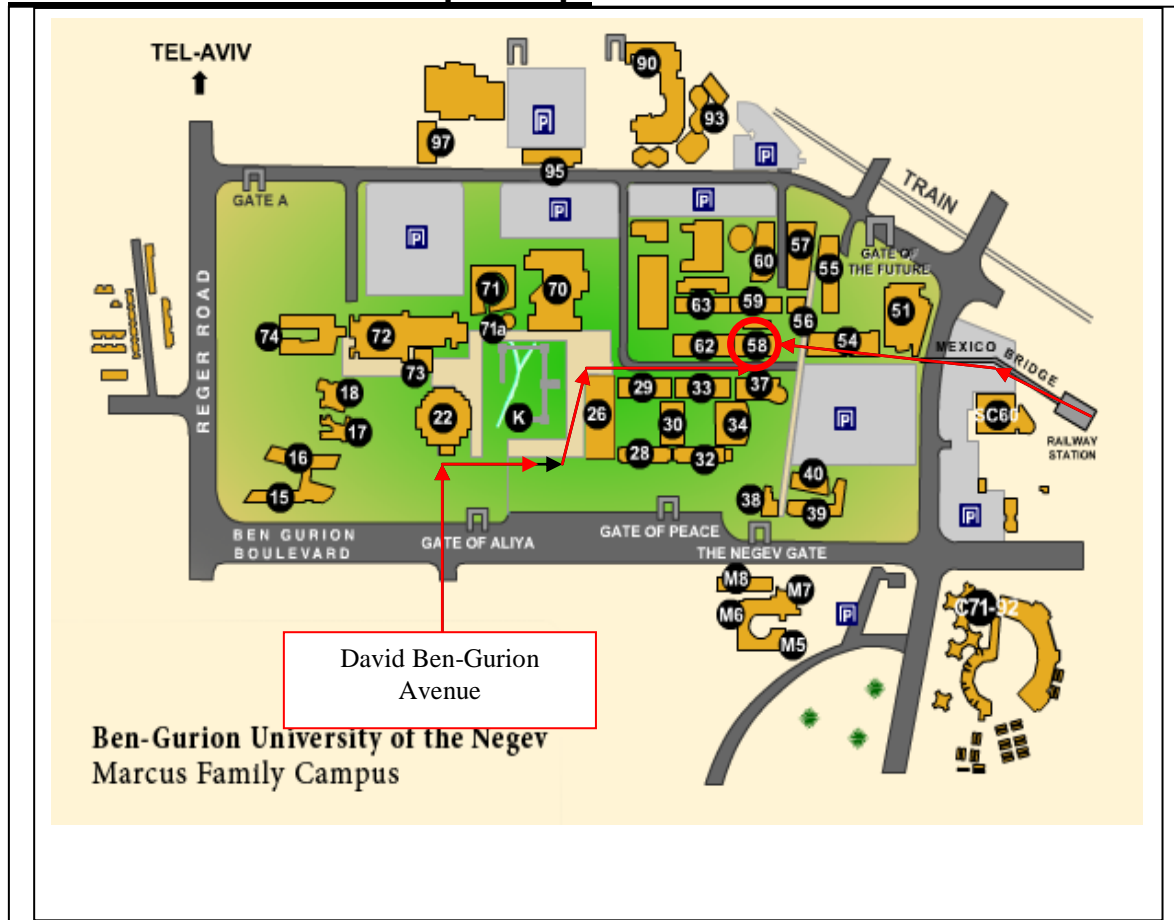 TEL-AVIV
90
93
P
97
P
95
TRAIN
GATE A
P
P
P
57
60
55
GATE OF
THE FUTURE
REGER ROAD
71
70
63
59
56
51
71a
74
72
62
58
54
MEXICO BRIDGE
73
18
29
33
37
22
K
26
SC60
17
30
34
P
RAILWAY
STATION
16
28
32
40
15
38
39
P
BEN GURION
BOULEVARD
GATE OF ALIYA
GATE OF PEACE
THE NEGEV GATE
M8
M7
M6
P
C71-92
M5
David Ben-Gurion
Avenue
Ben-Gurion University of the Negev
Marcus Family Campus